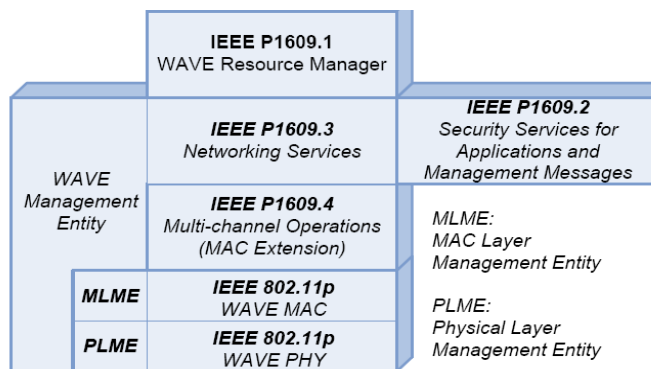 IEEE P1609.1
WAVE Resource Manager
IEEE P1609.2
Security Services for
Applications and
Management Messages
IEEE P1609.3
Networking Services
WAVE
Management
Entity
IEEE P1609.4
Multi-channel Operations
(MAC Extension)
MLME:
MAC Layer
Management Entity
MLME
IEEE 802.11p
WAVE MAC
PLME
IEEE 802.11p
WAVE PHY
PLME:
Physical Layer
Management Entity